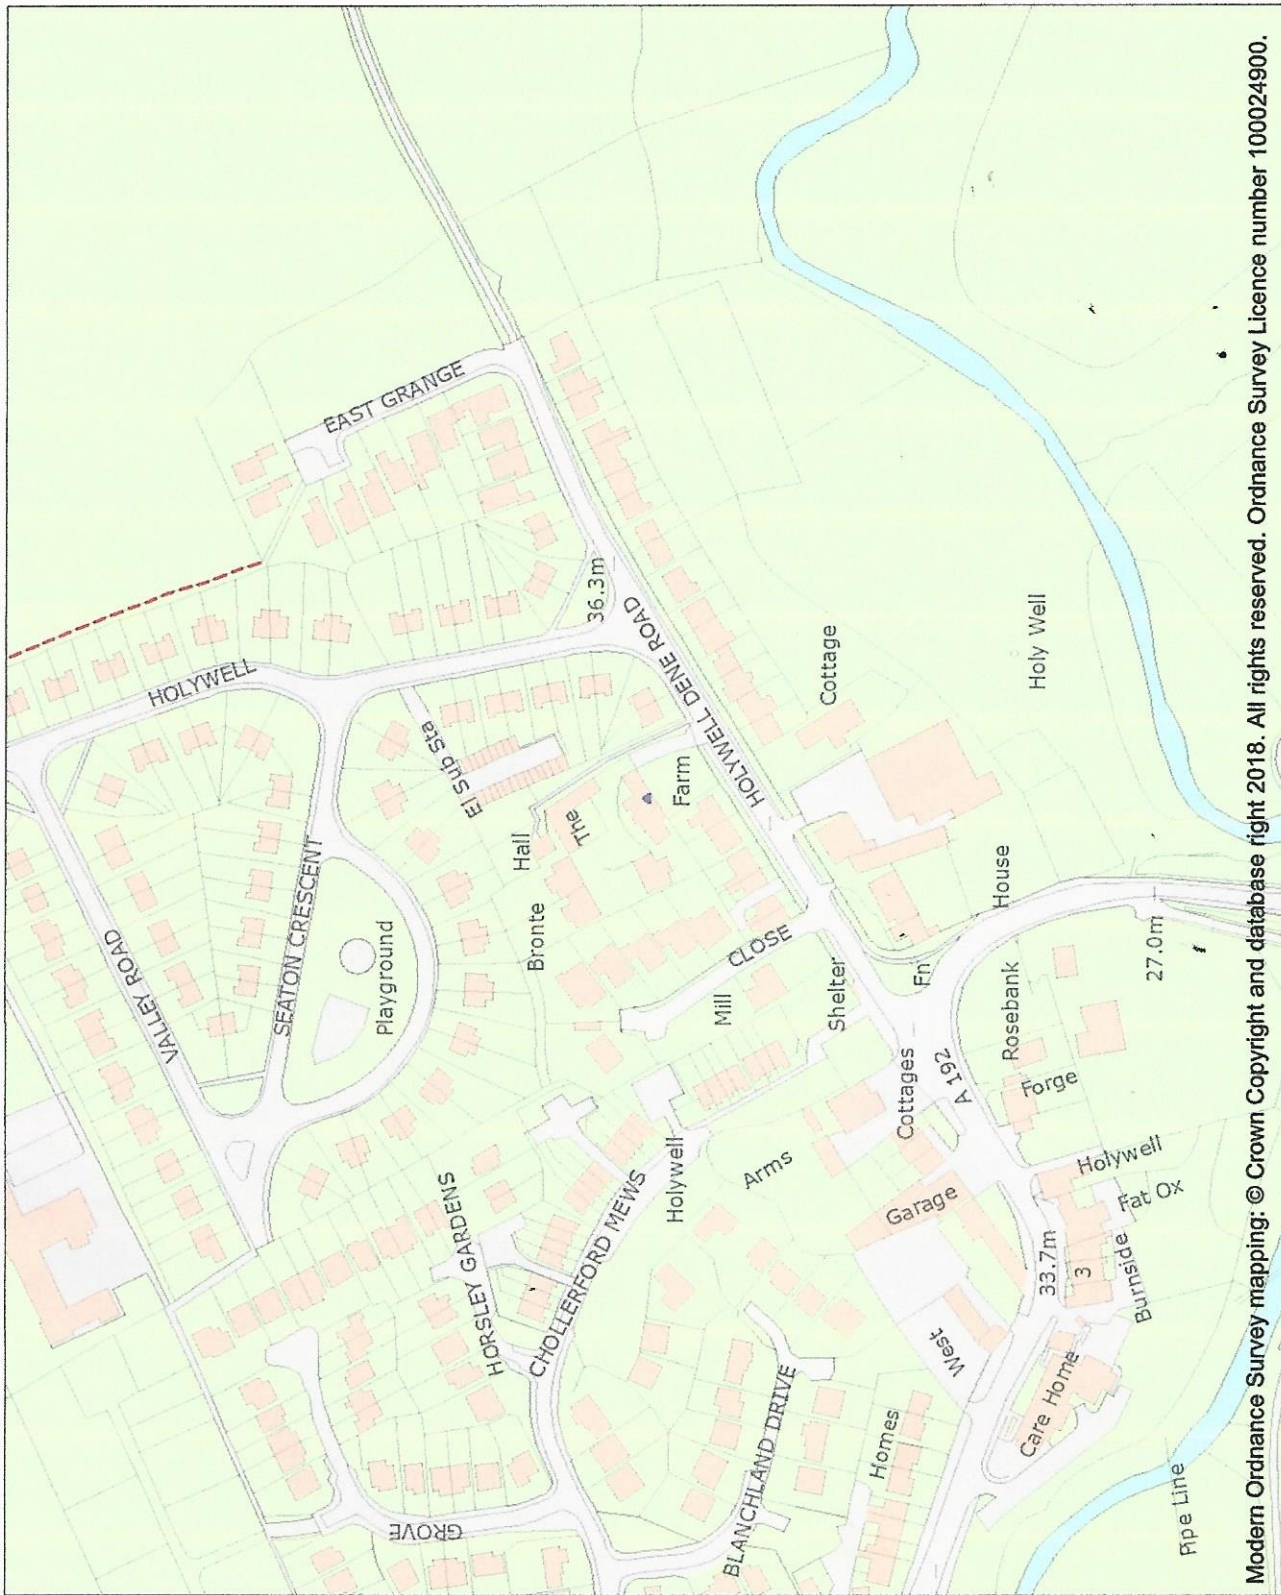 EAST GRANGE
HOLYWELL
36.3m
VALLEY ROAD
SEATON CRESCENT
El Sub Sta
HOLYWELL DENE ROAD
Playground
Hall
The
Farm
Cottage
Holy Well
Bronte
CLOSE
Mill
Shelter
House
Fn
27.0m
HORSLEY GARDENS
CHOLLERFORD MEWS
Holywell
Arms
Cottages
A 192
Rosebank
Forge
Holywell
Garage
Fat Ox
33.7m
3
Burnside
West
Care Home
GROVE
BLANCHLAND DRIVE
Homes
Pipe Line
Modern Ordnance Survey mapping: © Crown Copyright and database right 2018. All rights reserved. Ordnance Survey Licence number 100024900.